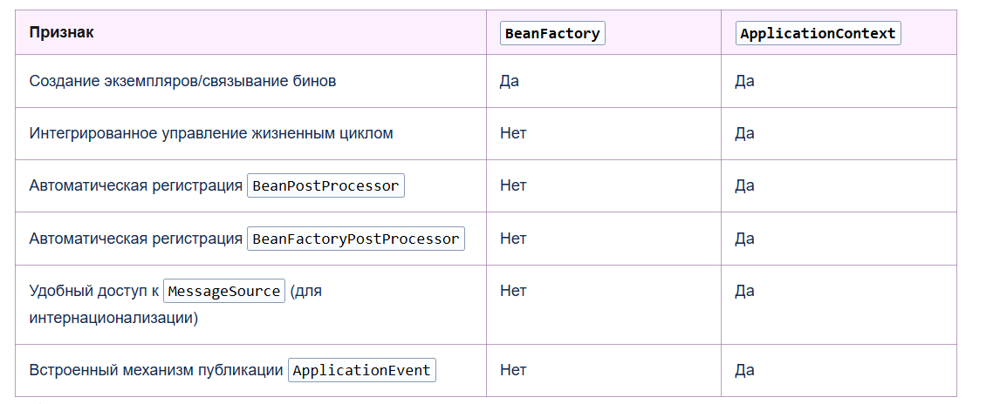 Признак BeanFactory ApplicationContext
Создание экземпляров/связывание бинов Да Да
Интегрированное управление жизненным циклом Нет Да
Автоматическая регистрация BeanPostProcessor Нет Да
Автоматическая регистрация BeanFactoryPostProcessor Нет Да
Удобный доступ к MessageSource (для Нет Да
интернационализации)
Встроенный механизм публикации ApplicationEvent Нет Да